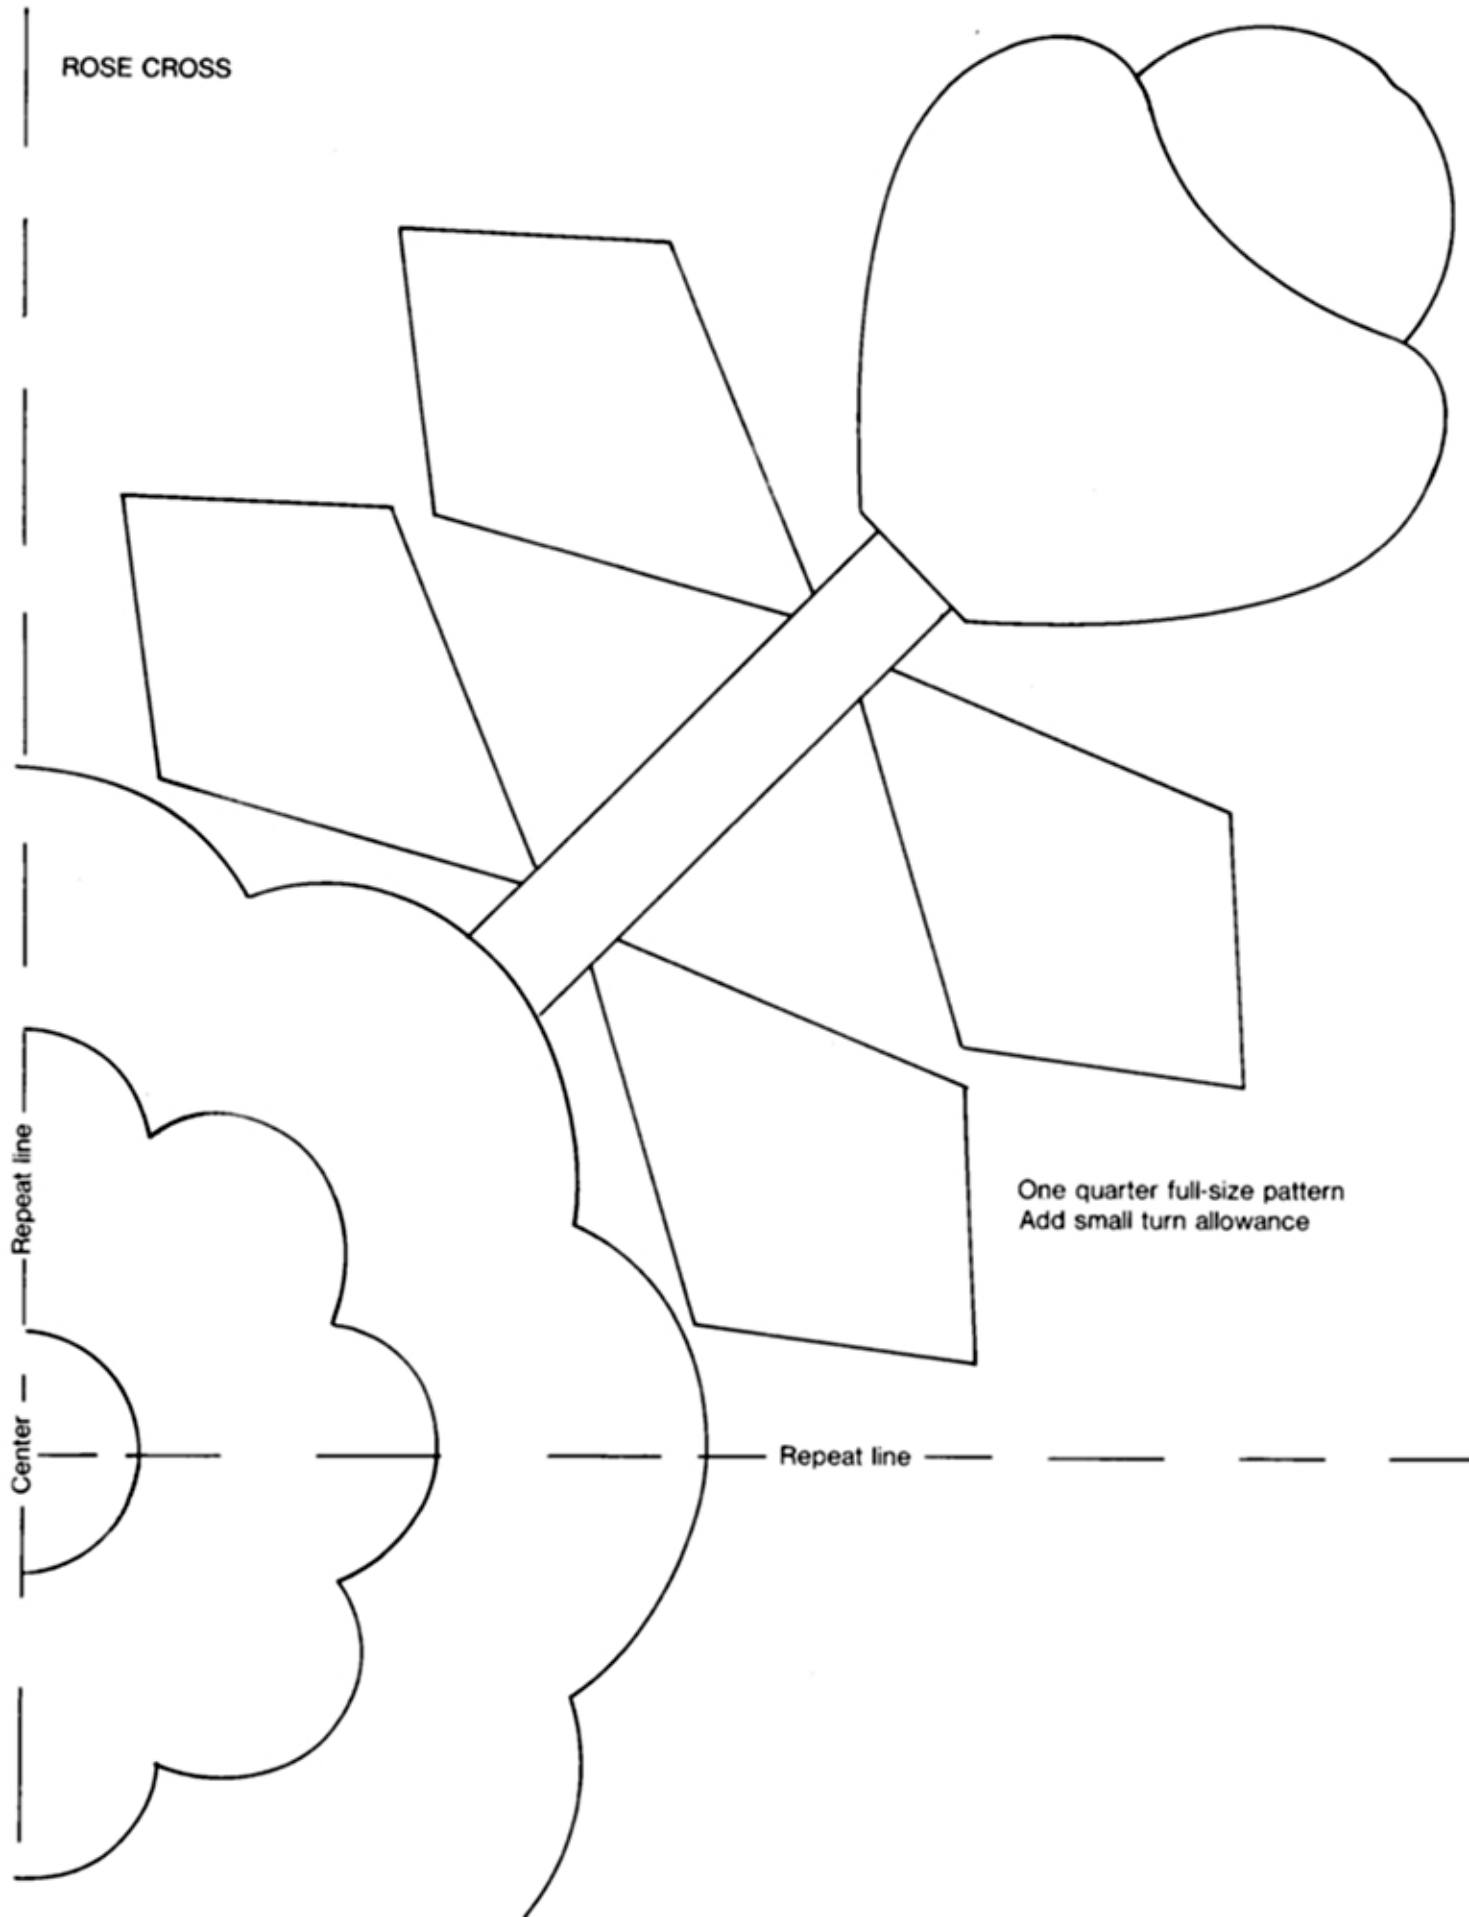 ROSE CROSS
Repeat line
One quarter full-size pattern
Add small turn allowance
Center
Repeat line